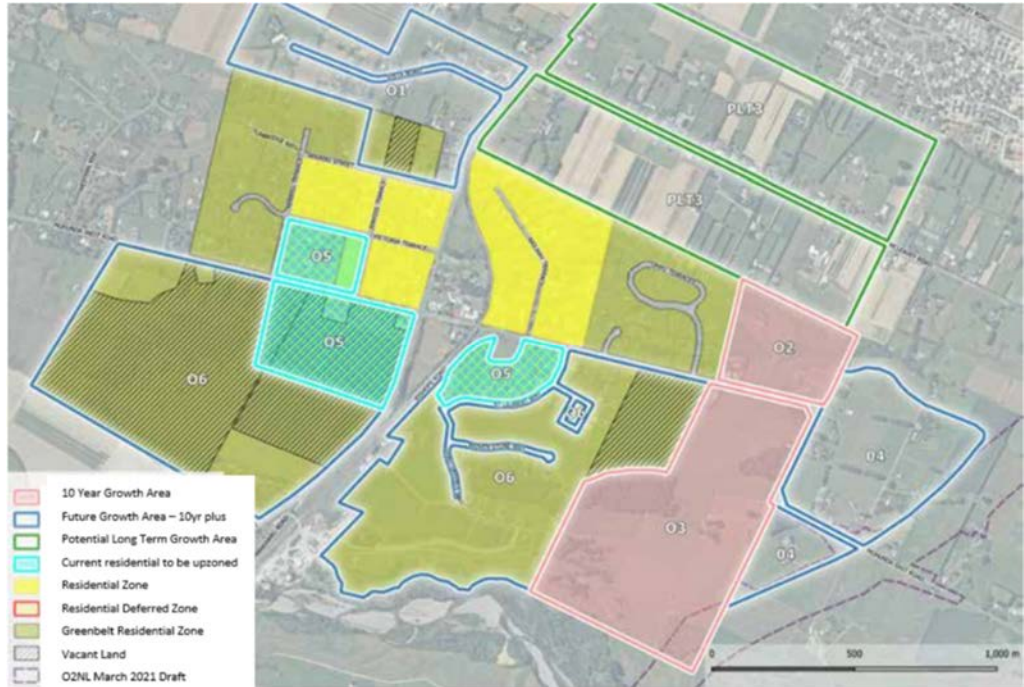 O1
PLT3
PLT3
O5
O5
O5
O2
O6
O6
O4
O3
O4
10 Year Growth Area
Future Growth Area – 10yr plus
Potential Long Term Growth Area
Current residential to be upzoned
Residential Zone
Residential Deferred Zone
Greenbelt Residential Zone
Vacant Land
O2NL March 2021 Draft
0 500 1,000 m